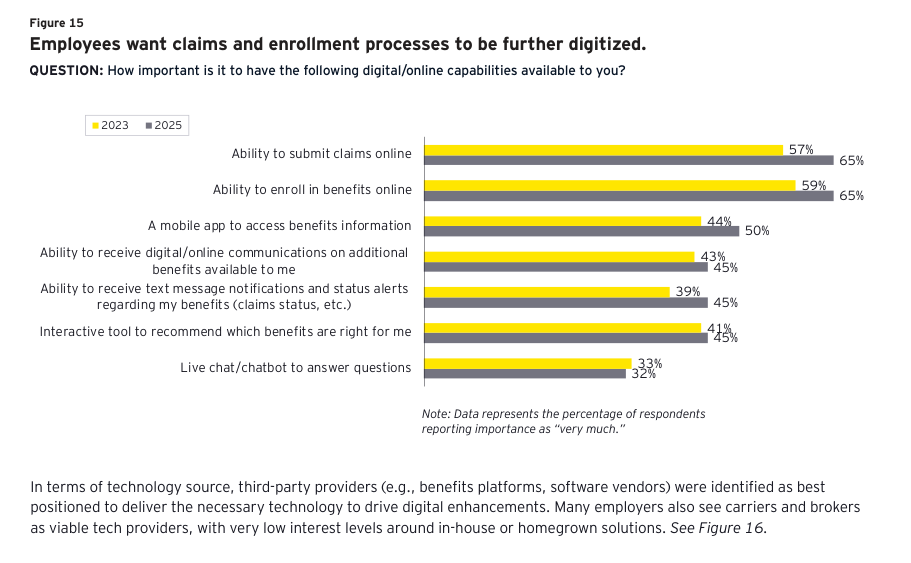 Figure 15
Employees want claims and enrollment processes to be further digitized.
QUESTION: How important is it to have the following digital/online capabilities available to you?
2023 2025
Ability to submit claims online 57%
65%
Ability to enroll in benefits online 59%
65%
A mobile app to access benefits information 44%
50%
Ability to receive digital/online communications on additional
benefits available to me
43%
45%
Ability to receive text message notifications and status alerts
regarding my benefits (claims status, etc.)
39%
45%
Interactive tool to recommend which benefits are right for me 41%
45%
Live chat/chatbot to answer questions 33%
32%
Note: Data represents the percentage of respondents
reporting importance as “very much.”
In terms of technology source, third-party providers (e.g., benefits platforms, software vendors) were identified as best
positioned to deliver the necessary technology to drive digital enhancements. Many employers also see carriers and brokers
as viable tech providers, with very low interest levels around in-house or homegrown solutions. See Figure 16.